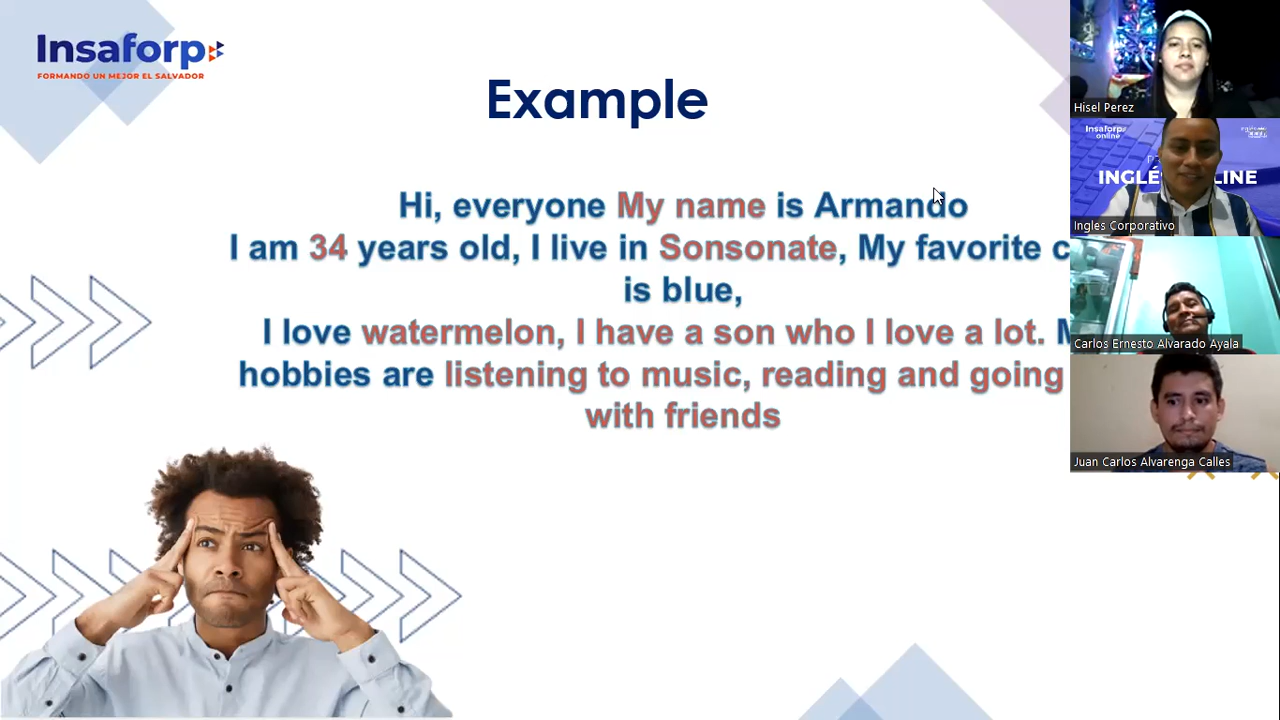 Insaforp
FORMANDO UN MEJOR EL SALVADOR
Example
Hi, everyone My name is Armando
I am 34 years old, I live in Sonsonate, My favorite
is blue,
I love watermelon, I have a son who I love a lot.
hobbies are listening to music, reading and going
with friends
Hisel Perez
Insaforp
online
INGLÉ LINE
Ingles Corporativo
Carlos Ernesto Alvarado Ayala
Juan Carlos Alvarenga Calles